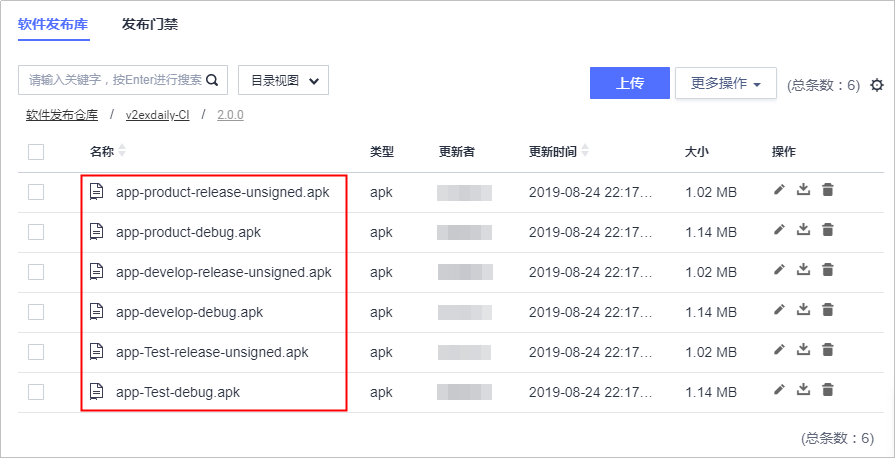 软件发布库 发布门禁
请输入关键字，按Enter进行搜索 目录视图 上传 更多操作 (总条数：6)
软件发布仓库 / v2exdaily-CI / 2.0.0
名称 类型 更新者 更新时间 大小 操作
app-product-release-unsigned.apk apk 2019-08-24 22:17... 1.02 MB
app-product-debug.apk apk 2019-08-24 22:17... 1.14 MB
app-develop-release-unsigned.apk apk 2019-08-24 22:17... 1.02 MB
app-develop-debug.apk apk 2019-08-24 22:17... 1.14 MB
app-Test-release-unsigned.apk apk 2019-08-24 22:17... 1.02 MB
app-Test-debug.apk apk 2019-08-24 22:17... 1.14 MB
(总条数：6)